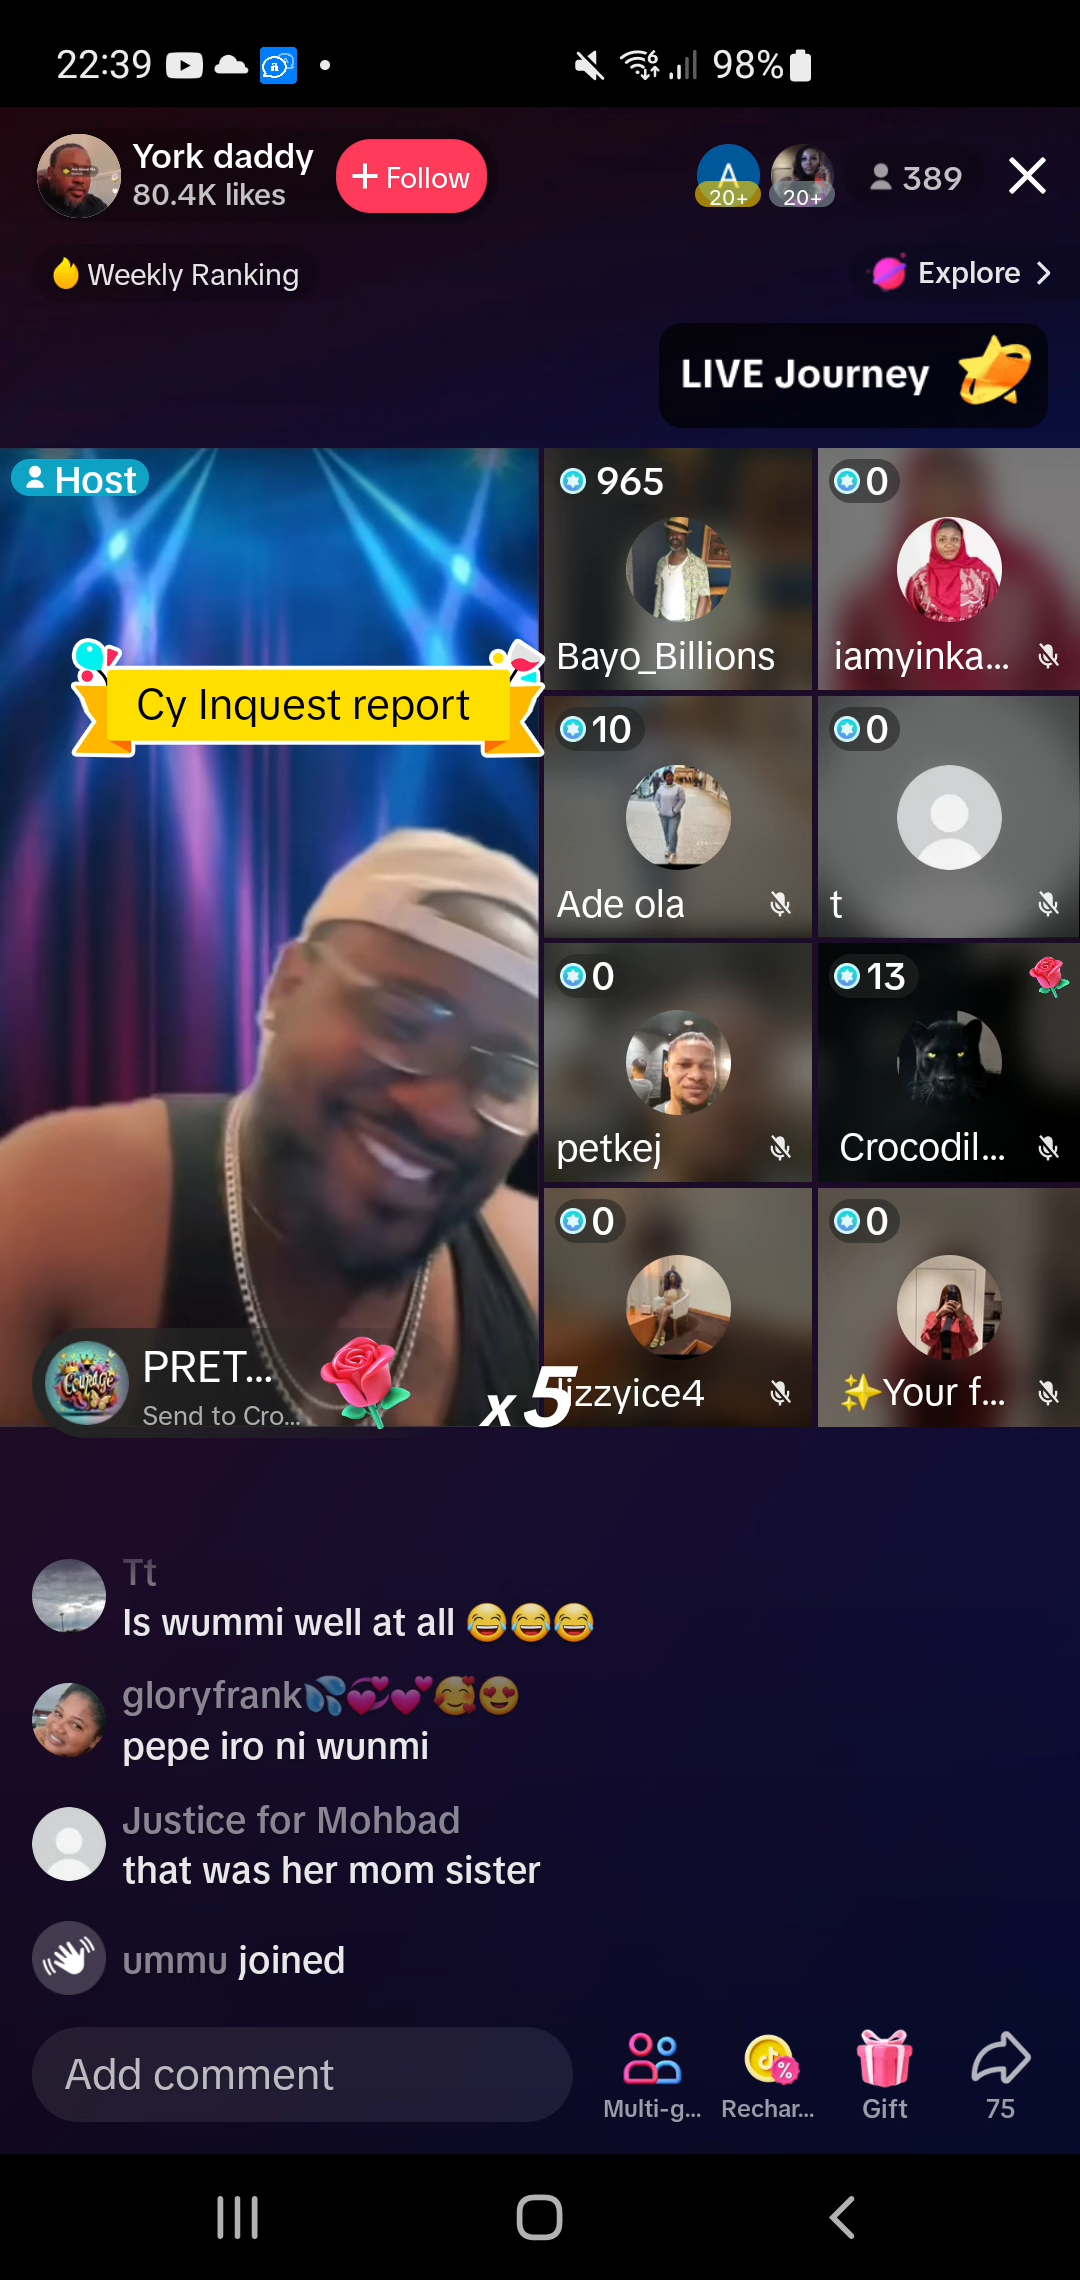 22:39
98%
York daddy
80.4K likes
+ Follow
A
20+
20+
389
Weekly Ranking
Explore
LIVE Journey
Host
Cy Inquest report
965
Bayo_Billions
0
iamyinka...
10
Ade ola
0
t
0
petkej
13
Crocodil...
0
lizzyice4
0
✨Your f...
Courage
PRET...
Send to Cro...
x5
Tt
Is wummi well at all 😂😂😂
gloryfrank💦💞💕🥰😍
pepe iro ni wunmi
Justice for Mohbad
that was her mom sister
ummu joined
Add comment
Multi-g...
Rechar...
Gift
75